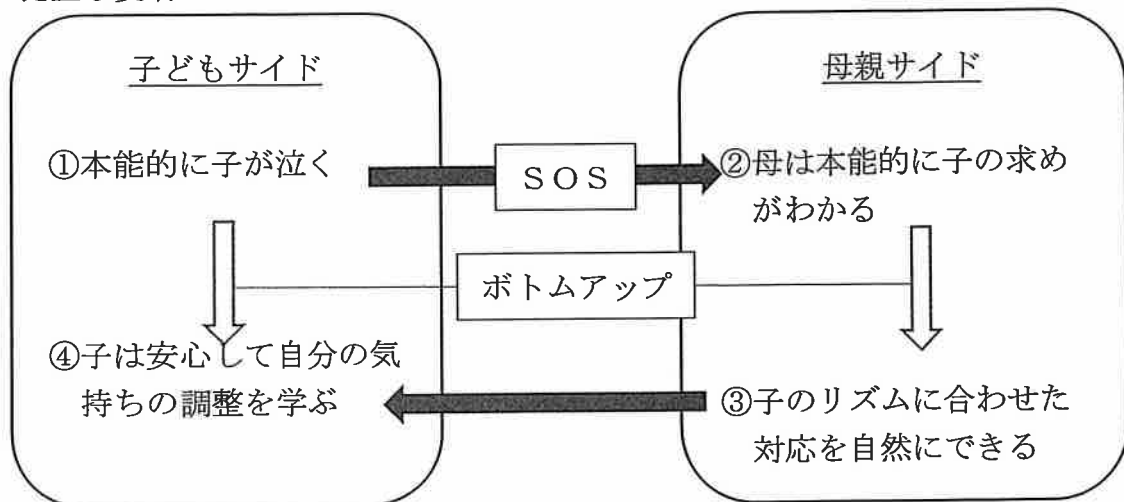 子どもサイド
母親サイド
①本能的に子が泣く
SOS
②母は本能的に子の求め
がわかる
ボトムアップ
④子は安心して自分の気
持ちの調整を学ぶ
③子のリズムに合わせた
対応を自然にできる